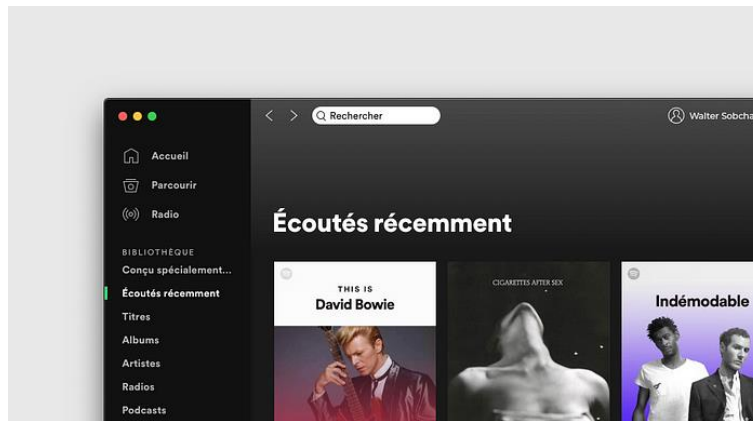 Rechercher
Walter Sobcha
Accueil
Parcourir
Radio
Écoutés récemment
BIBLIOTHÈQUE
Conçu spécialement...
Écoutés récemment
Titres
Albums
Artistes
Radios
Podcasts
THIS IS
David Bowie
CIGARETTES AFTER SEX
Indémodable